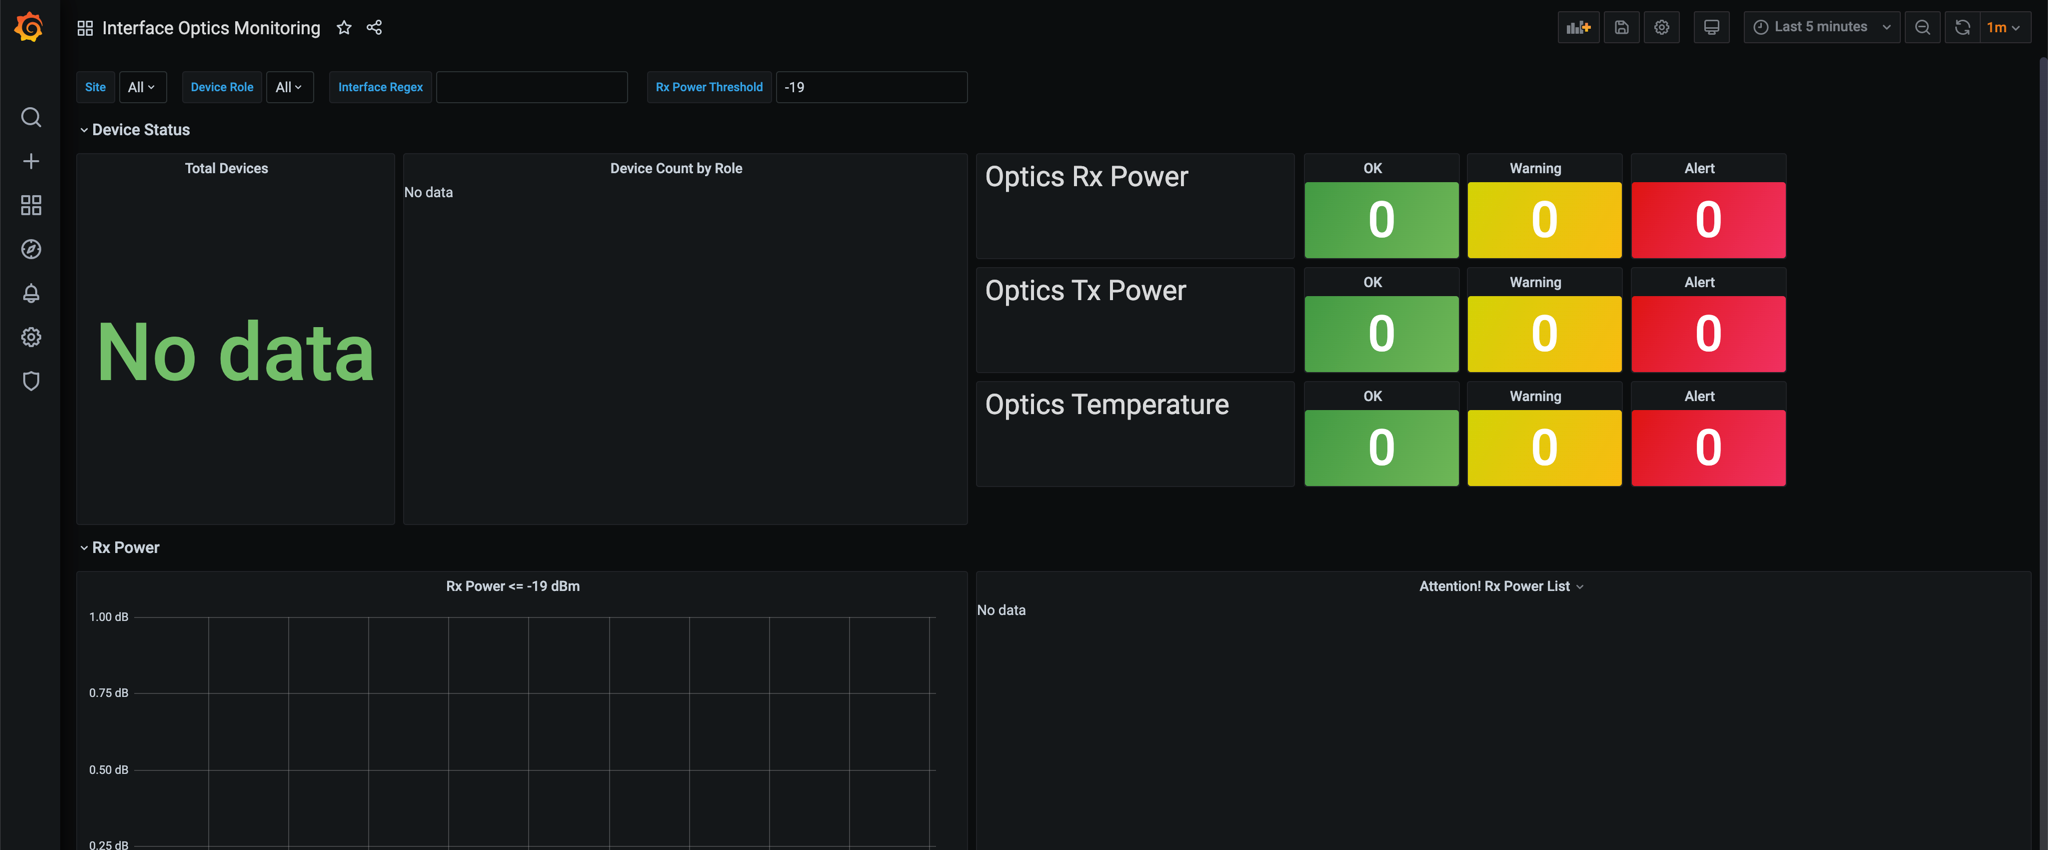 Interface Optics Monitoring
Last 5 minutes
1m
Site
All
Device Role
All
Interface Regex
Rx Power Threshold
-19
Device Status
Total Devices
No data
Device Count by Role
No data
Optics Rx Power
OK
0
Warning
0
Alert
0
Optics Tx Power
OK
0
Warning
0
Alert
0
Optics Temperature
OK
0
Warning
0
Alert
0
Rx Power
Rx Power <= -19 dBm
1.00 dB
0.75 dB
0.50 dB
0.25 dB
Attention! Rx Power List
No data